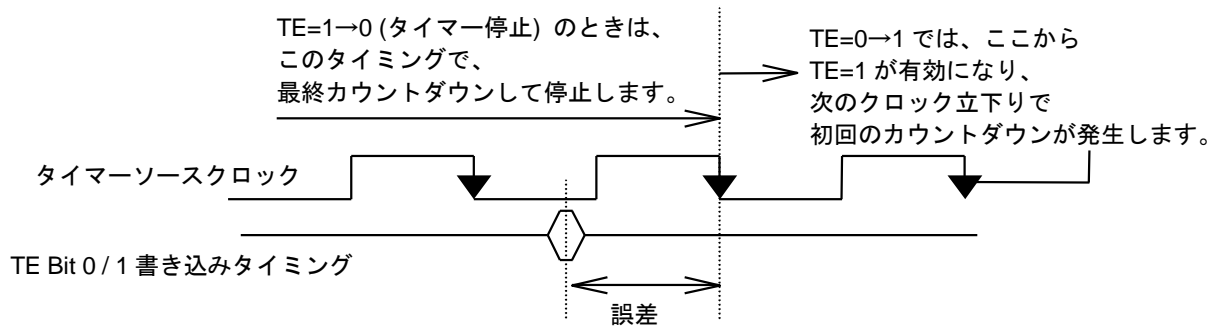 TE=1→0 (タイマー停止) のときは、
このタイミングで、
最終カウントダウンして停止します。
TE=0→1 では、ここから
TE=1 が有効になり、
次のクロック立下りで
初回のカウントダウンが発生します。
タイマーソースクロック
TE Bit 0 / 1 書き込みタイミング
誤差